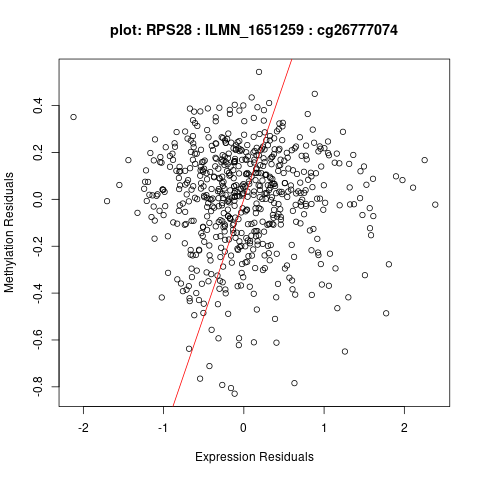 plot: RPS28 : ILMN_1651259 : cg26777074
Methylation Residuals
0.4
0.2
0.0
-0.2
-0.4
-0.6
-0.8
-2 -1 0 1 2
Expression Residuals